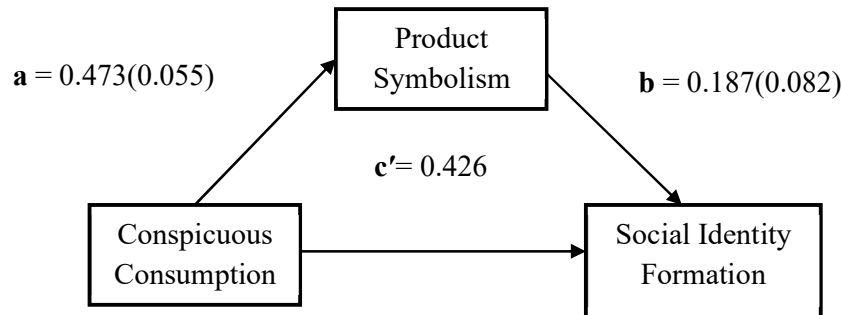 Product
Symbolism
a = 0.473(0.055)
b = 0.187(0.082)
c′= 0.426
Conspicuous
Consumption
Social Identity
Formation